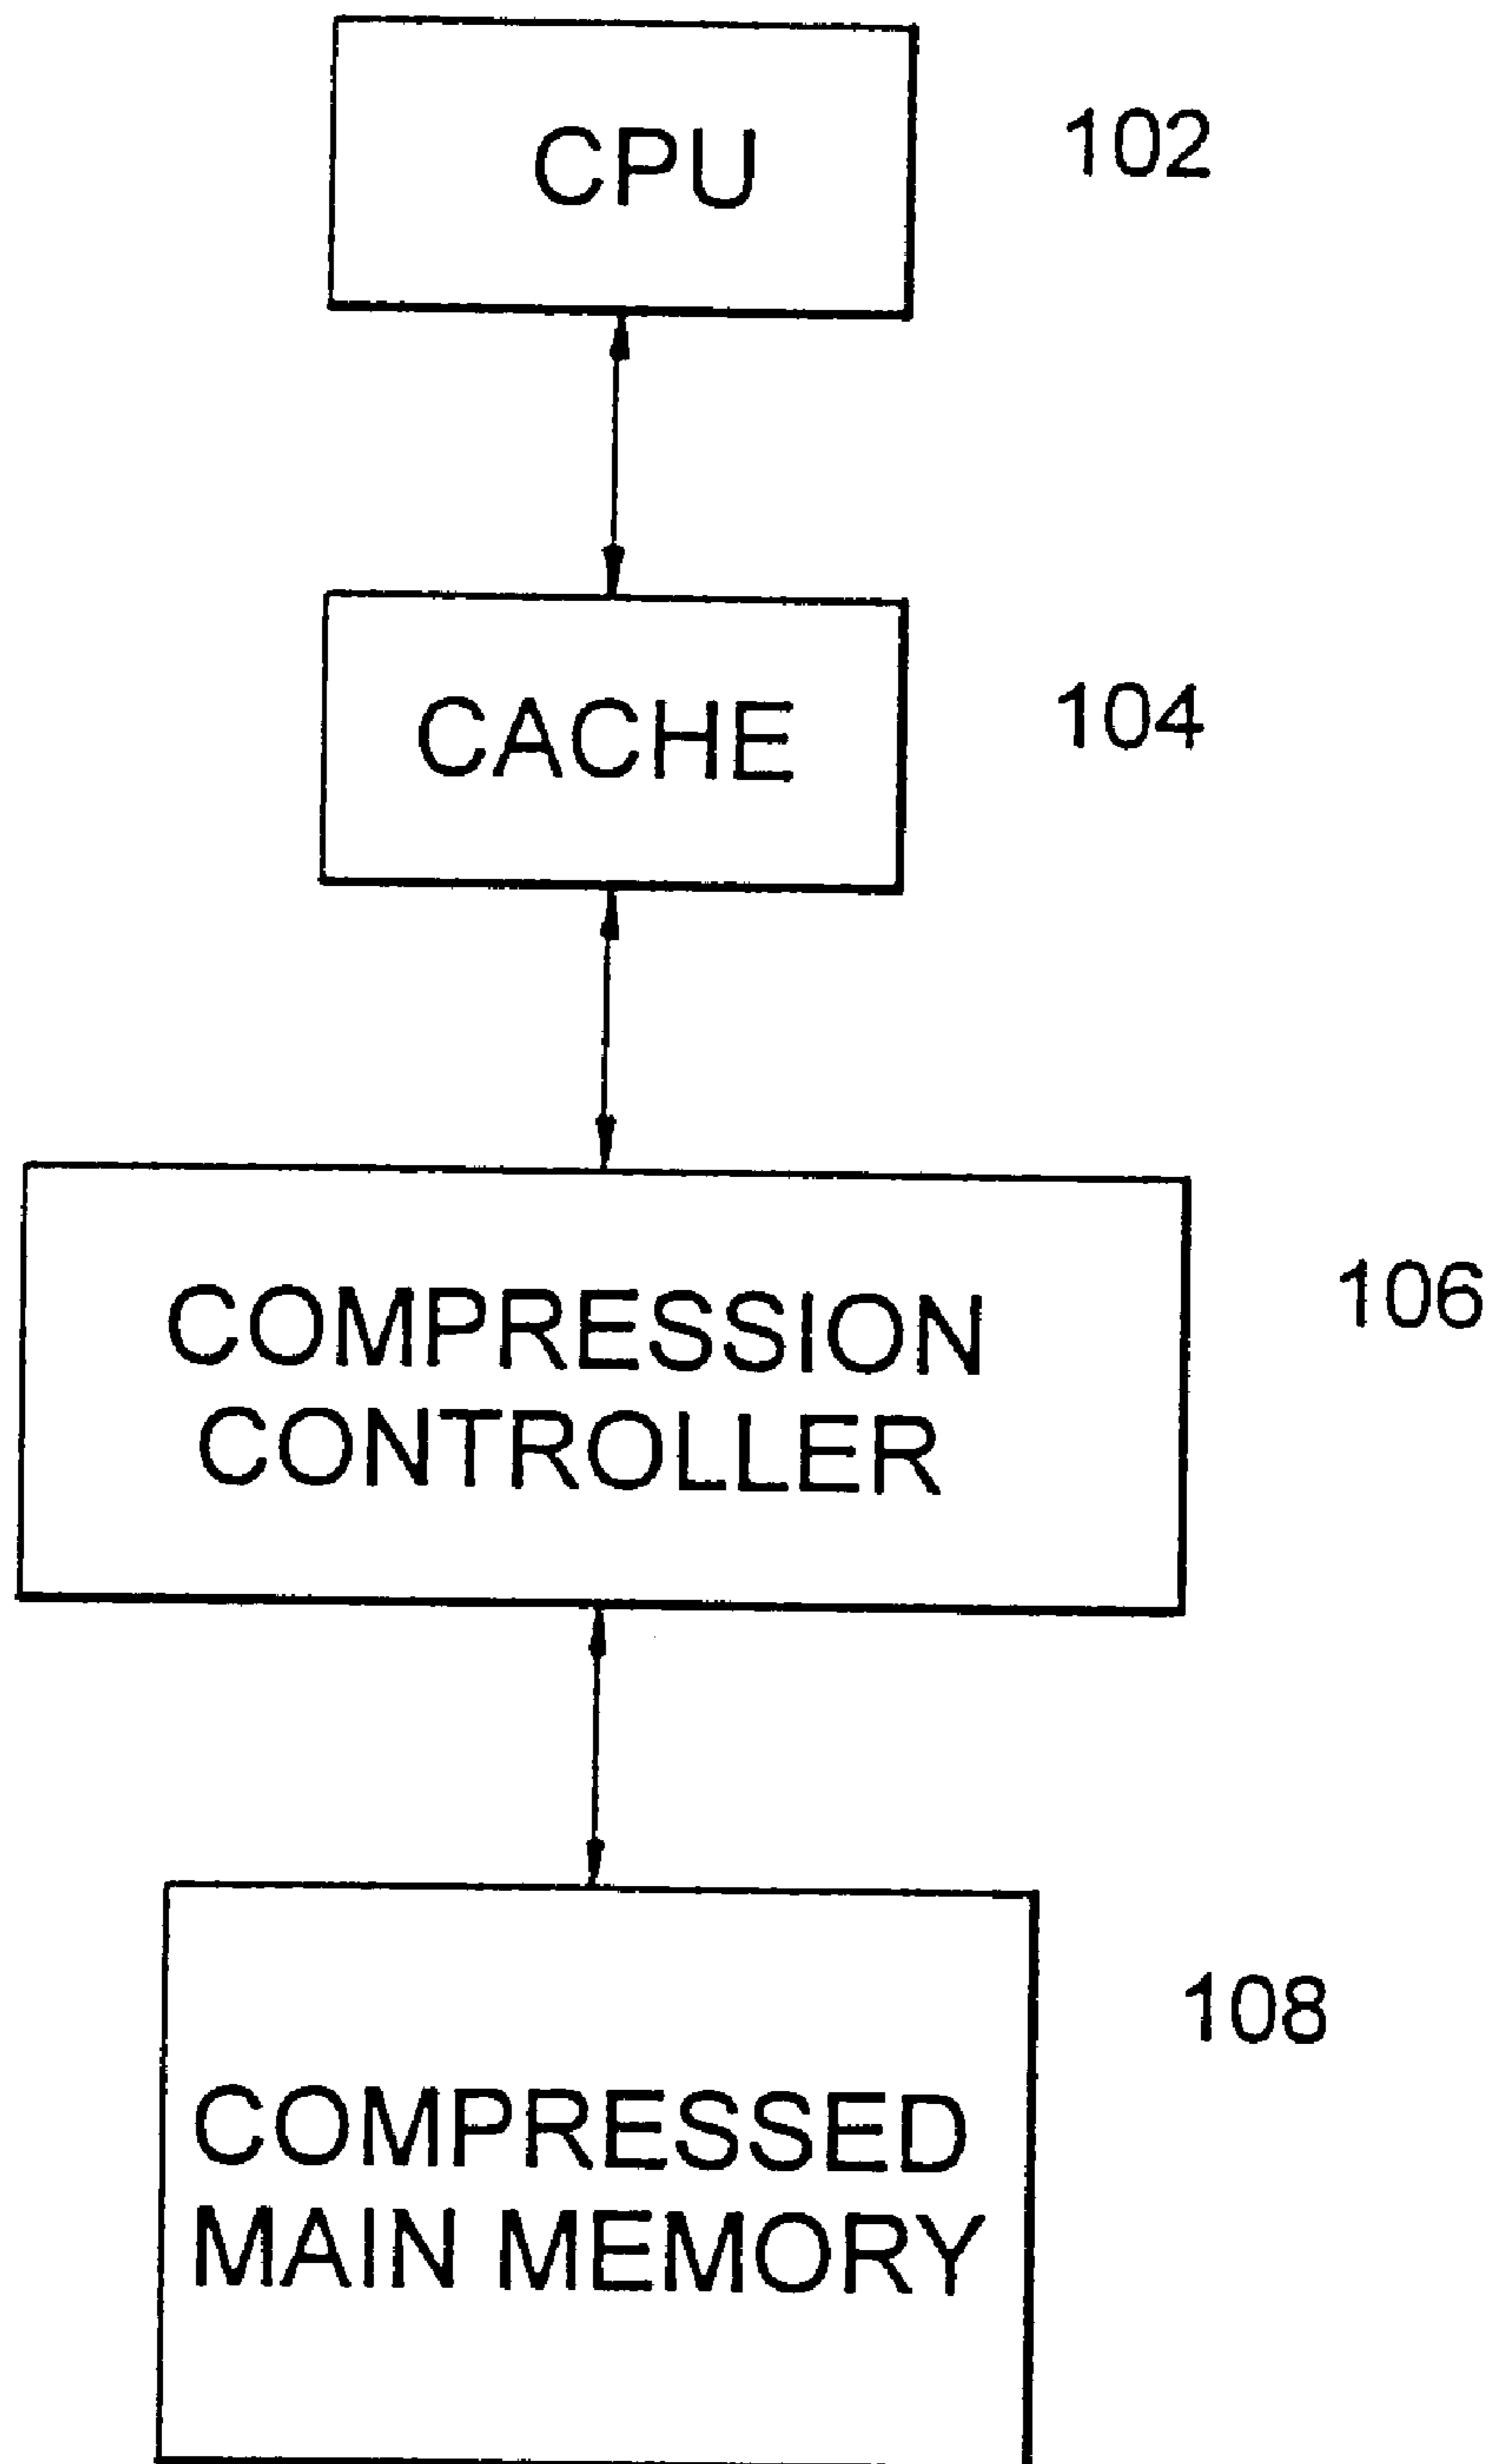 CPU
102
CACHE
104
COMPRESSION
CONTROLLER
106
108
COMPRESSED
MAIN MEMORY